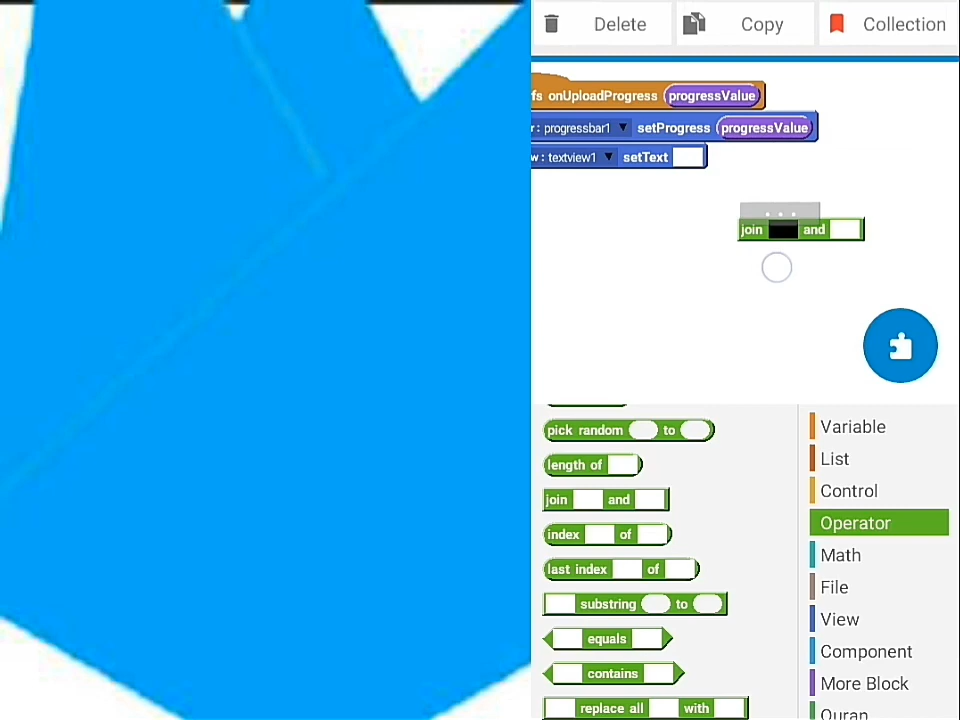 Delete Copy Collection
fs onUploadProgress progressValue
r: progressbar1 setProgress progressValue
w: textview1 setText
join and
pick random to
length of
join and
index of
last index of
substring to
equals
contains
replace all with
Variable
List
Control
Operator
Math
File
View
Component
More Block
Quran